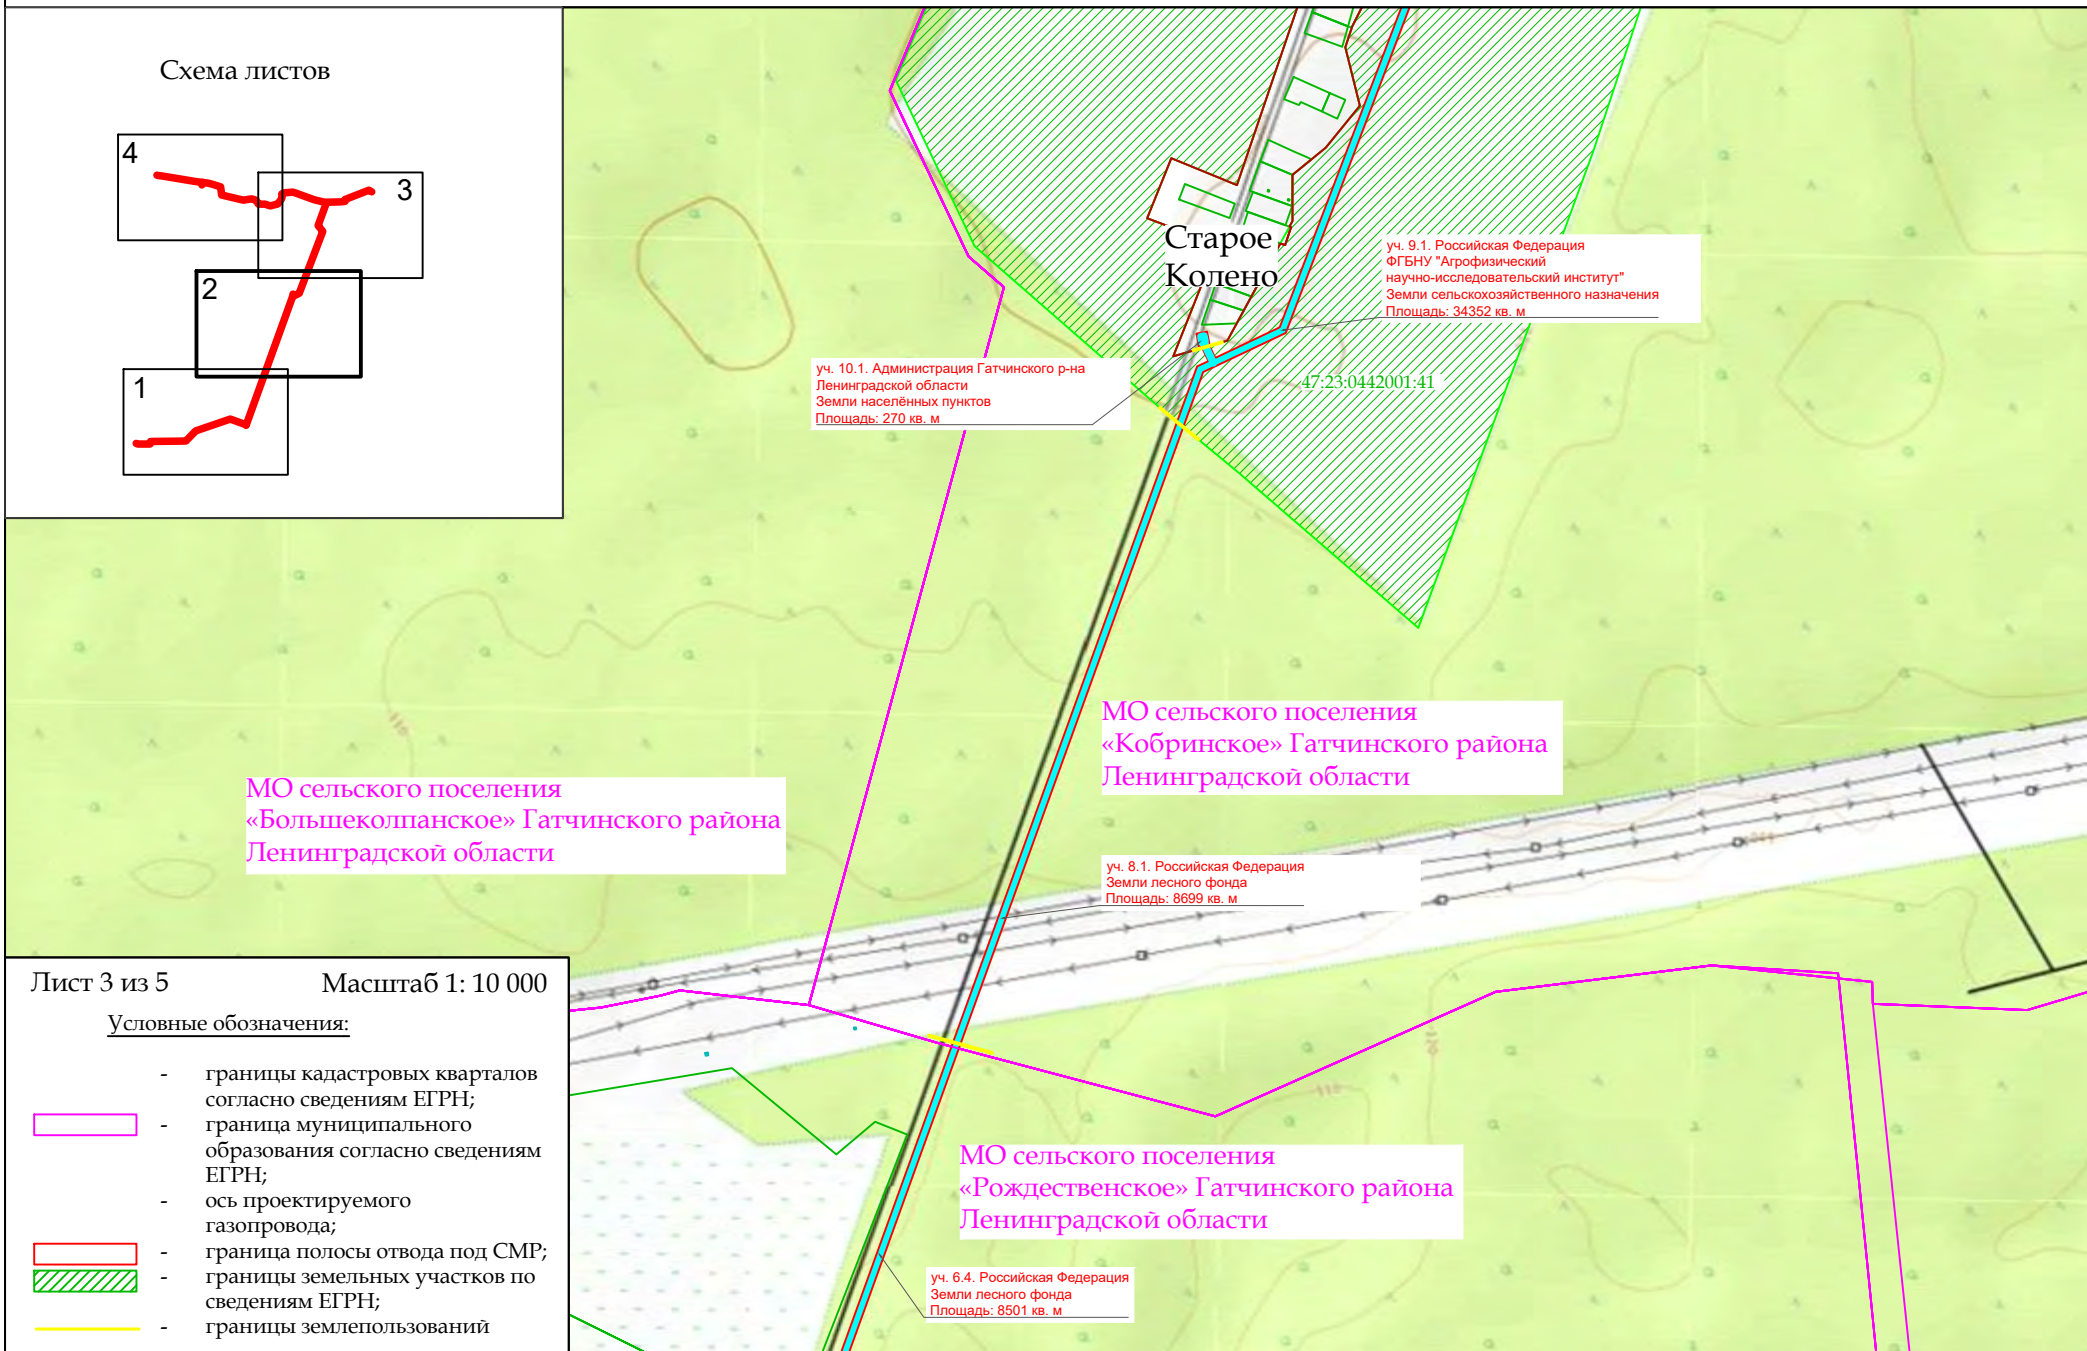 Схема листов
4
3
2
1
Старое
Колено
уч. 9.1. Российская Федерация
ФГБНУ "Агрофизический
научно-исследовательский институт"
Земли сельскохозяйственного назначения
Площадь: 34352 кв. м
уч. 10.1. Администрация Гатчинского р-на
Ленинградской области
Земли населённых пунктов
Площадь: 270 кв. м
47:23:0442001:41
МО сельского поселения
«Кобринское» Гатчинского района
Ленинградской области
МО сельского поселения
«Большеколпанское» Гатчинского района
Ленинградской области
уч. 8.1. Российская Федерация
Земли лесного фонда
Площадь: 8699 кв. м
МО сельского поселения
«Рождественское» Гатчинского района
Ленинградской области
уч. 6.4. Российская Федерация
Земли лесного фонда
Площадь: 8501 кв. м
Лист 3 из 5 Масштаб 1: 10 000
Условные обозначения:
- границы кадастровых кварталов
согласно сведениям ЕГРН;
- граница муниципального
образования согласно сведениям
ЕГРН;
- ось проектируемого
газопровода;
- граница полосы отвода под СМР;
- границы земельных участков по
сведениям ЕГРН;
- границы землепользований